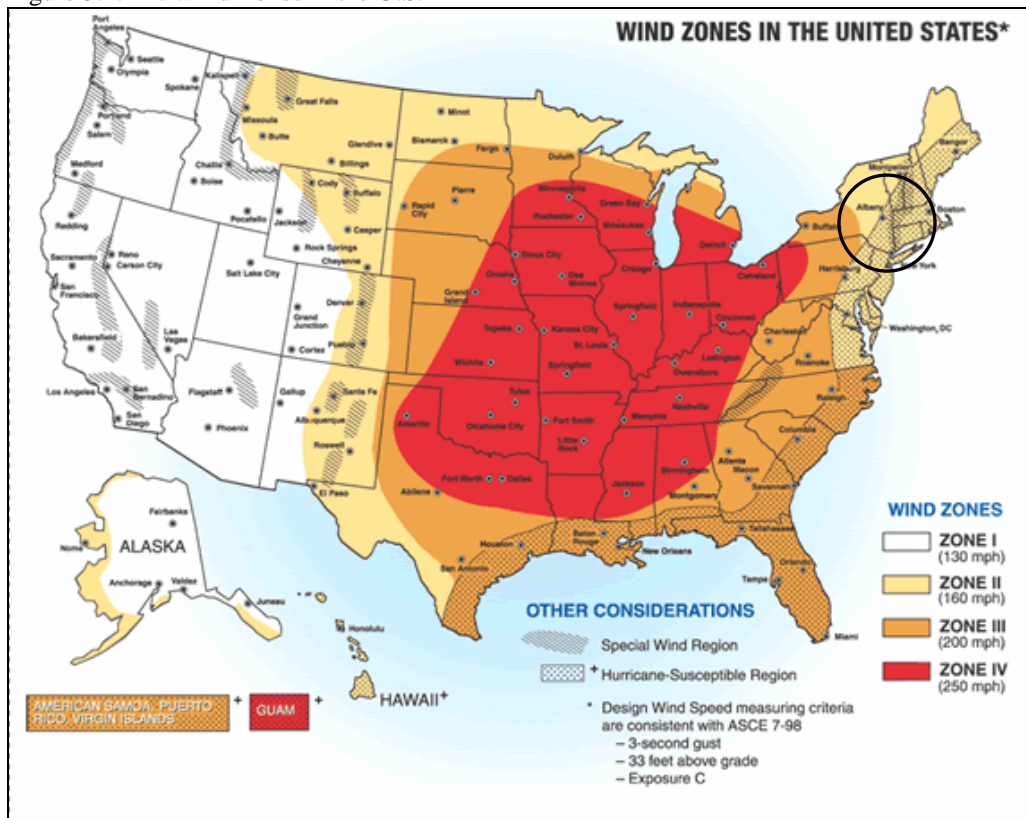 WIND ZONES IN THE UNITED STATES*
Port
Angeles
Seattle
Olympia
Spokane
Kalispell
Great Falls
Missoula
Butte
Glendive
Billings
Minot
Bismarck
Fargo
Duluth
Portland
Salem
Medford
Challis
Boise
Pocatello
Cody
Buffalo
Jackson
Casper
Rock Springs
Cheyenne
Rapid
City
Pierre
Minneapolis
Rochester
Green Bay
Milwaukee
Detroit
Buffalo
Albany
Bangor
Boston
Redding
Sacramento
San
Francisco
Reno
Carson City
Salt Lake City
Grand
Junction
Cortez
Denver
Pueblo
Sioux City
Omaha
Grand
Island
Des
Moines
Chicago
Cleveland
Harrisburg
Washington, DC
Bakersfield
Las
Vegas
Los Angeles
San
Bernadino
San
Diego
Flagstaff
Phoenix
Gallup
Santa Fe
Albuquerque
Roswell
El Paso
Topeka
Kansas City
Wichita
Springfield
St. Louis
Springfield
Indianapolis
Cincinnati
Lexington
Owensboro
Charleston
Roanoke
Raleigh
Tulsa
Amarillo
Oklahoma City
Fort Smith
Little
Rock
Memphis
Nashville
Columbia
Atlanta
Macon
Savannah
Birmingham
Montgomery
Jackson
Fort Worth
Dallas
Abilene
San Antonio
Houston
Baton
Rouge
New Orleans
Tallahassee
Orlando
Tampa
Miami
Fairbanks
Nome
ALASKA
Anchorage
Valdez
Juneau
Honolulu
HAWAII+
AMERICAN SAMOA, PUERTO
RICO, VIRGIN ISLANDS
+
GUAM
+
OTHER CONSIDERATIONS
Special Wind Region
+ Hurricane-Susceptible Region
* Design Wind Speed measuring criteria
are consistent with ASCE 7-98
– 3-second gust
– 33 feet above grade
– Exposure C
WIND ZONES
ZONE I
(130 mph)
ZONE II
(160 mph)
ZONE III
(200 mph)
ZONE IV
(250 mph)